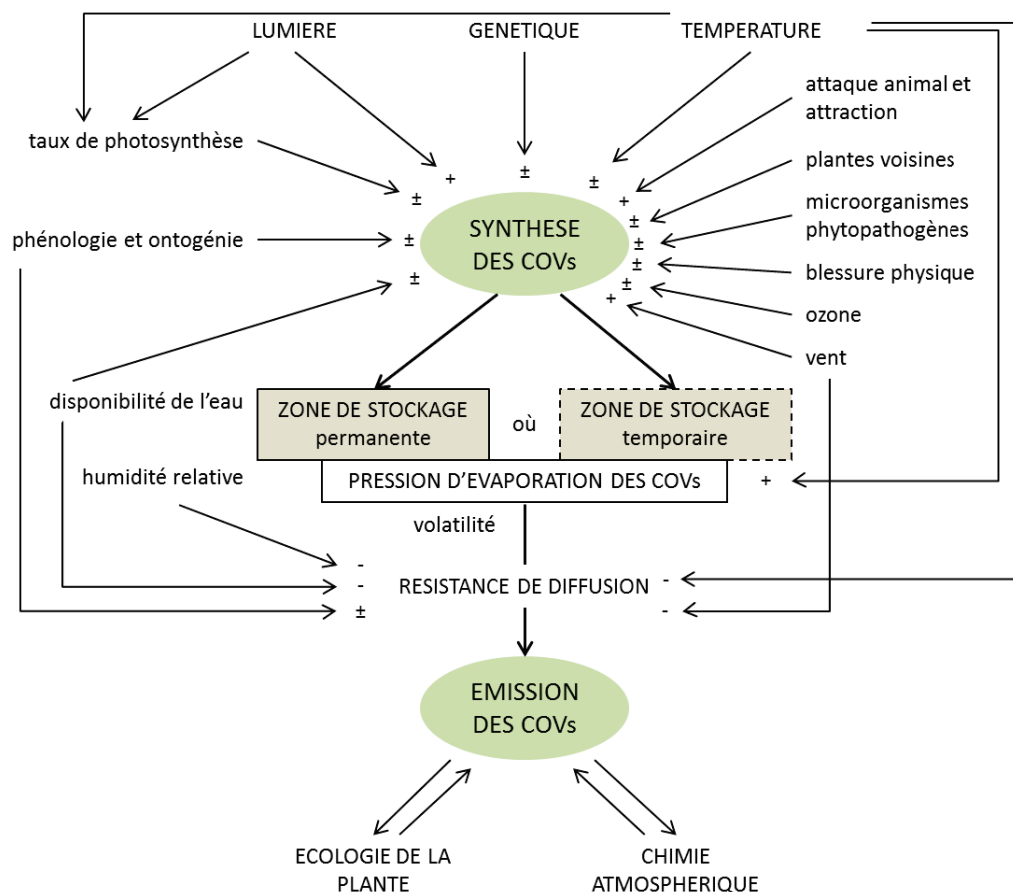 LUMIERE
GENETIQUE
TEMPERATURE
attaque animal et
attraction
taux de photosynthèse
plantes voisines
+
±
±
±
+
±
SYNTHESE
DES COVs
microorganismes
phytopathogènes
phénologie et ontogénie
±
±
±
blessure physique
±
±
ozone
+
vent
disponibilité de l'eau
ZONE DE STOCKAGE
permanente
où
ZONE DE STOCKAGE
temporaire
humidité relative
PRESSION D'EVAPORATION DES COVs
+
volatilité
-
-
±
RESISTANCE DE DIFFUSION
-
-
EMISSION
DES COVs
ECOLOGIE DE LA
PLANTE
CHIMIE
ATMOSPHERIQUE